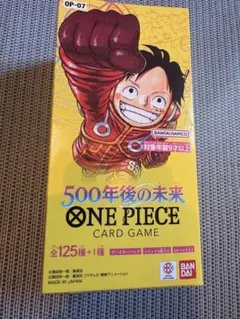 OP-07
BANDAI NAMCO
対象年齢9才以上
500年後の未来
ONE PIECE
CARD GAME
全125種+1種
MADE IN JAPAN
BANDAI